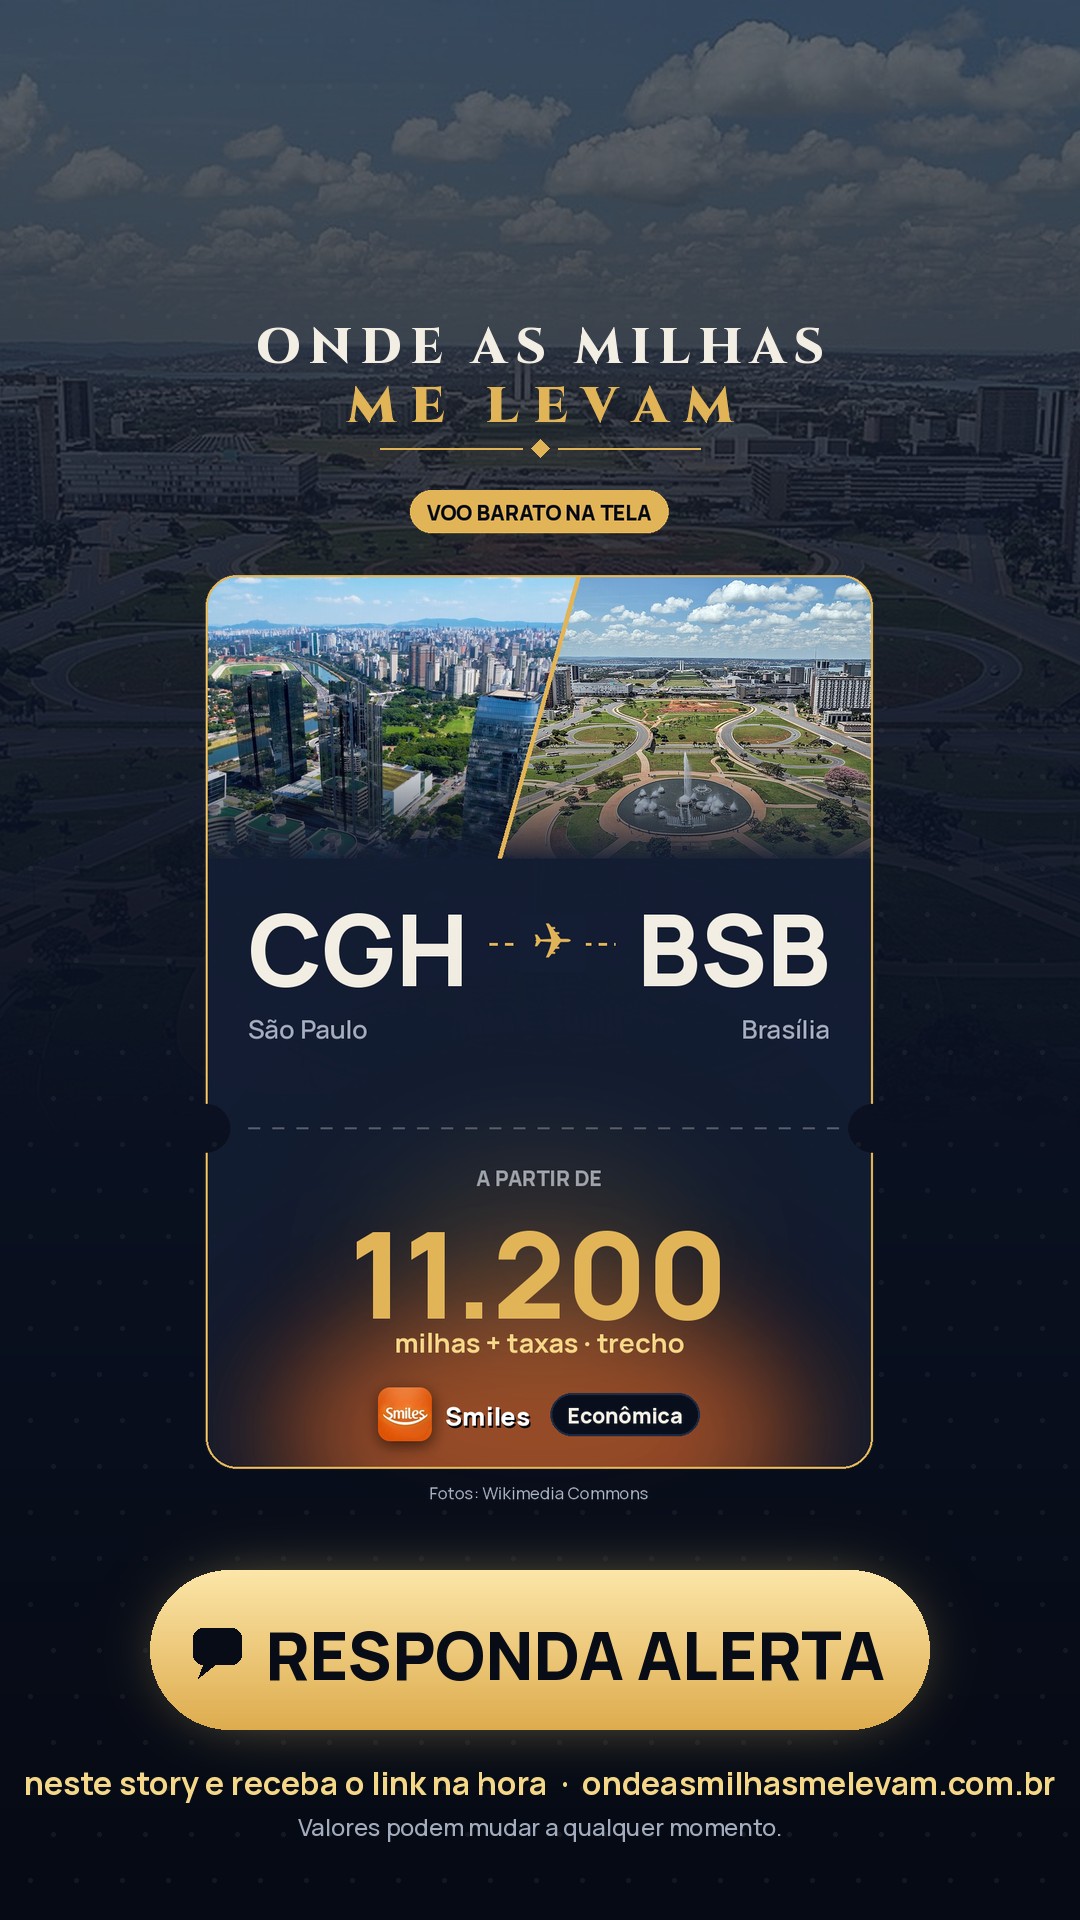 ONDE AS MILHAS
ME LEVAM
VOO BARATO NA TELA
CGH -- ✈ --- BSB
São Paulo Brasília
A PARTIR DE
11.200
milhas + taxas · trecho
Smiles Smiles Econômica
Fotos: Wikimedia Commons
RESPONDA ALERTA
neste story e receba o link na hora · ondeasmilhasmelevam.com.br
Valores podem mudar a qualquer momento.